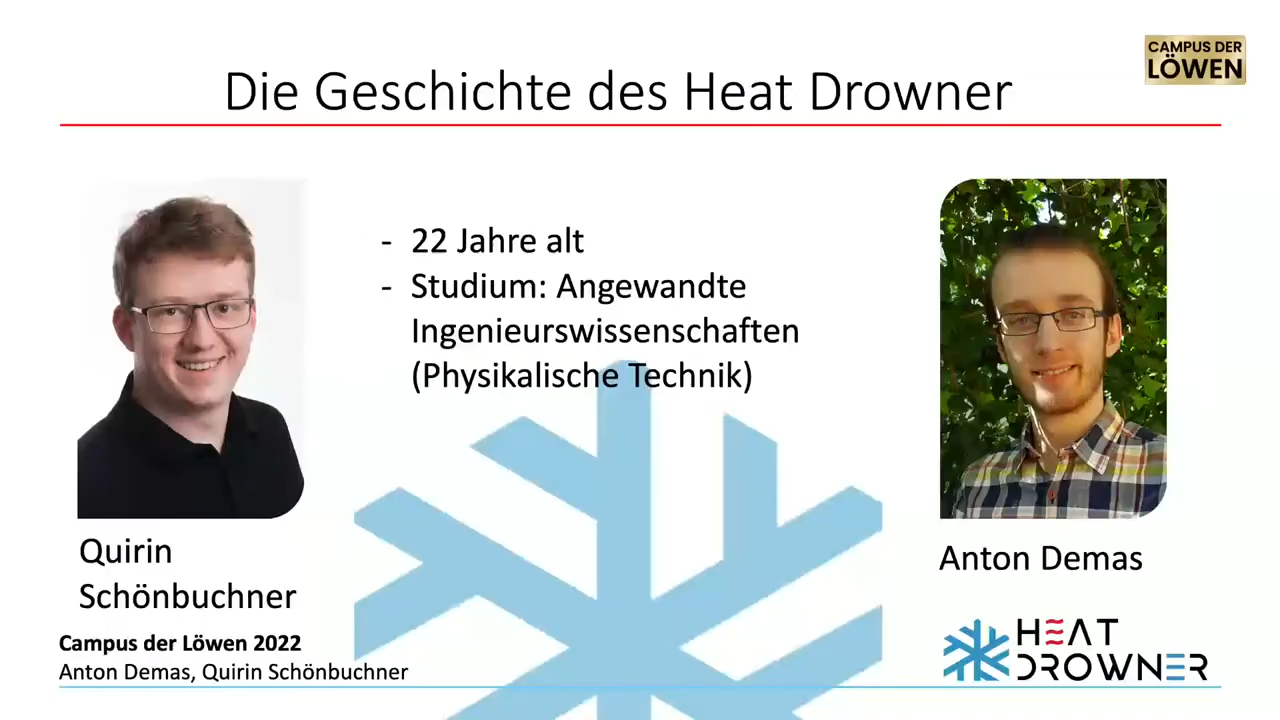 CAMPUS DER
LÖWEN
Die Geschichte des Heat Drowner
- 22 Jahre alt
- Studium: Angewandte
Ingenieurswissenschaften
(Physikalische Technik)
Quirin
Schönbuchner
Anton Demas
Campus der Löwen 2022
Anton Demas, Quirin Schönbuchner
HEAT
DROWNER